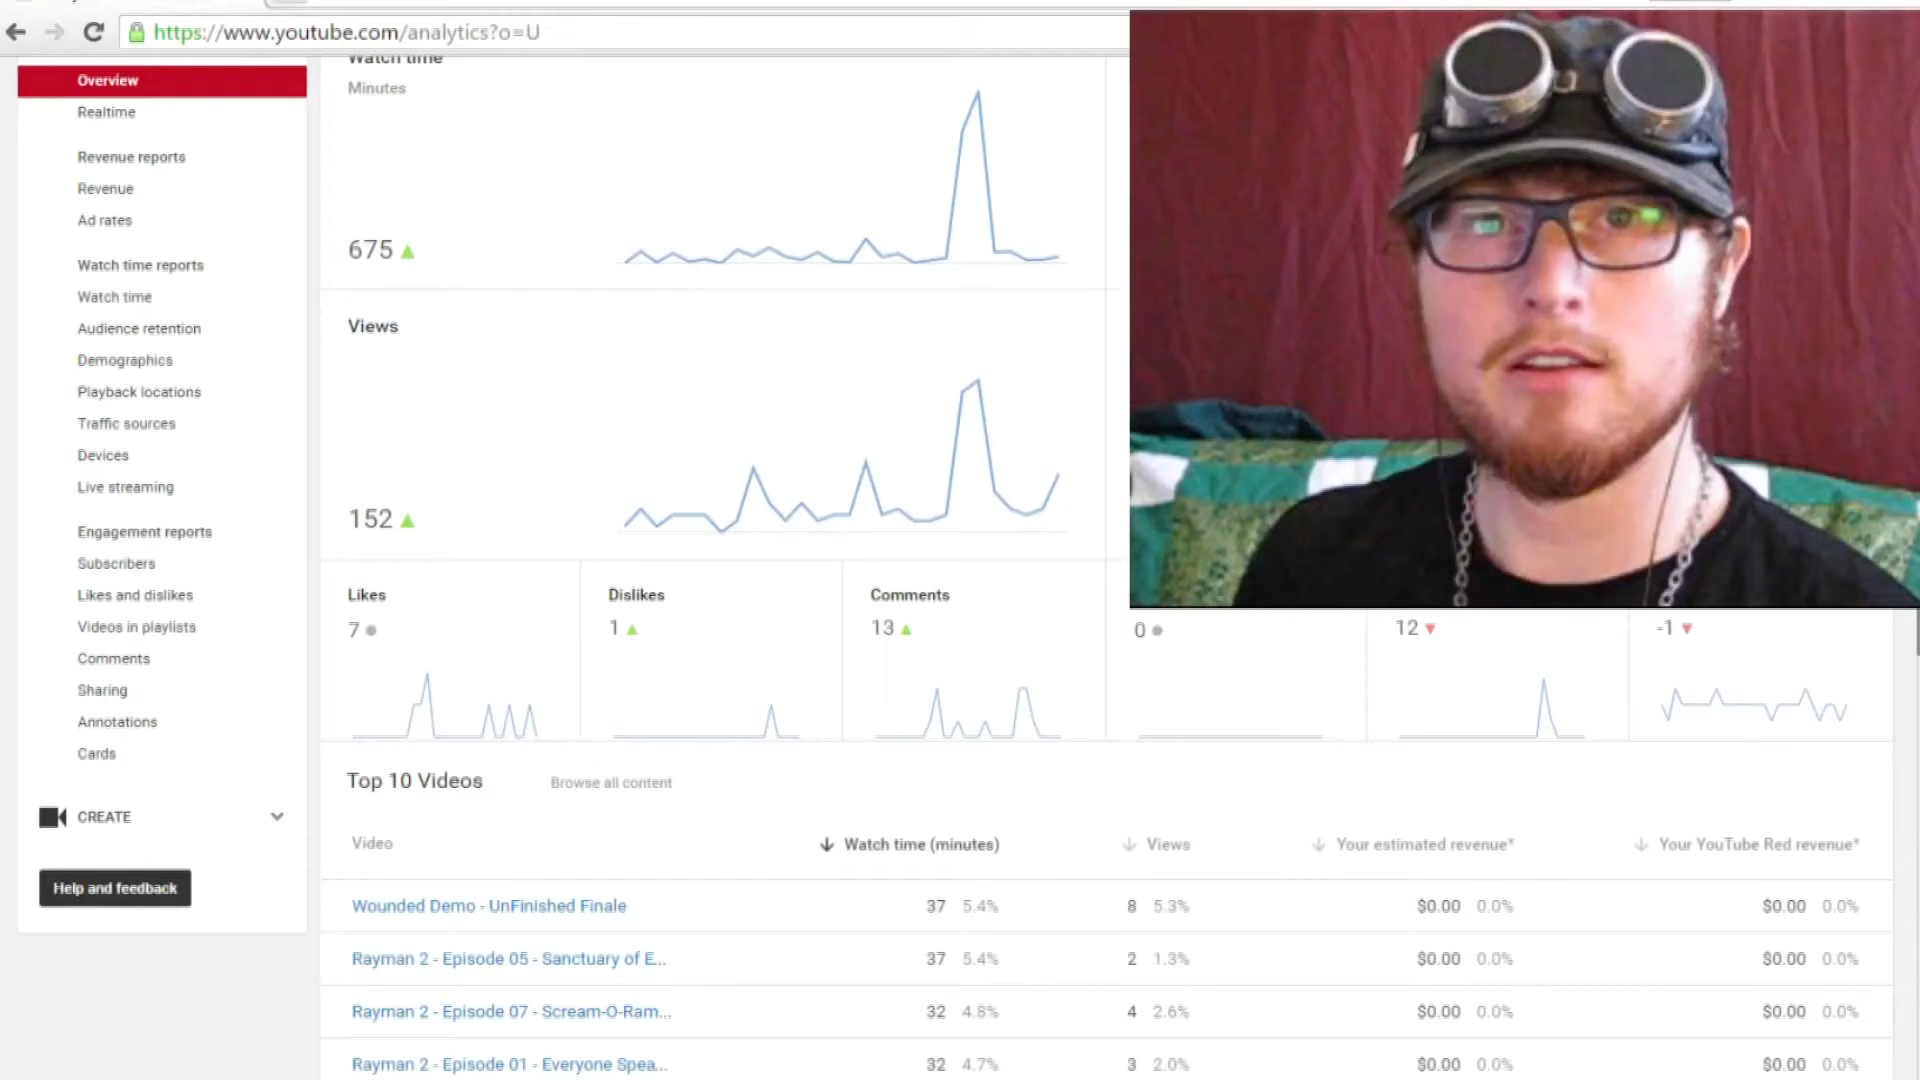 https://www.youtube.com/analytics?o=U
Overview
Realtime
Revenue reports
Revenue
Ad rates
Watch time reports
Watch time
Audience retention
Demographics
Playback locations
Traffic sources
Devices
Live streaming
Engagement reports
Subscribers
Likes and dislikes
Videos in playlists
Comments
Sharing
Annotations
Cards
CREATE
Help and feedback
Watch time
Minutes
675
Views
152
Likes
7
Dislikes
1
Comments
13
0
12
-1
Top 10 Videos Browse all content
Video Watch time (minutes) Views Your estimated revenue* Your YouTube Red revenue*
Wounded Demo - UnFinished Finale 37 5.4% 8 5.3% $0.00 0.0% $0.00 0.0%
Rayman 2 - Episode 05 - Sanctuary of E... 37 5.4% 2 1.3% $0.00 0.0% $0.00 0.0%
Rayman 2 - Episode 07 - Scream-O-Ram... 32 4.8% 4 2.6% $0.00 0.0% $0.00 0.0%
Rayman 2 - Episode 01 - Everyone Spea... 32 4.7% 3 2.0% $0.00 0.0% $0.00 0.0%